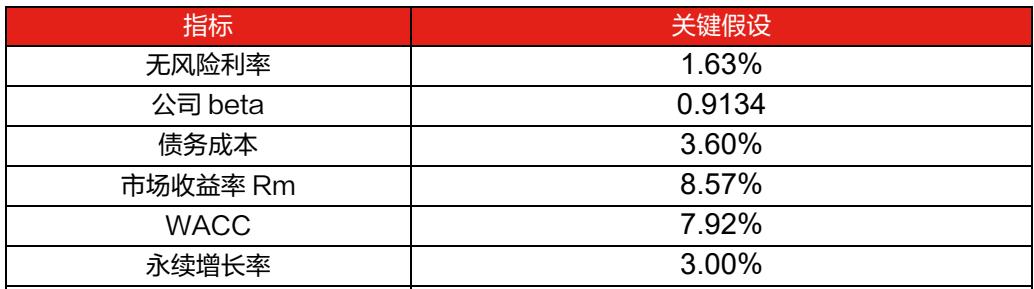 指标 关键假设
无风险利率 1.63%
公司 beta 0.9134
债务成本 3.60%
市场收益率 Rm 8.57%
WACC 7.92%
永续增长率 3.00%